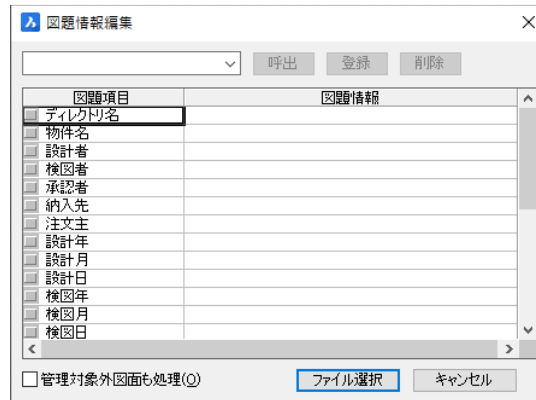 図題情報編集
呼出 登録 削除
図題項目 図題情報
ディレクトリ名
物件名
設計者
検図者
承認者
納入先
注文主
設計年
設計月
設計日
検図年
検図月
検図日
管理対象外図面も処理(O) ファイル選択 キャンセル